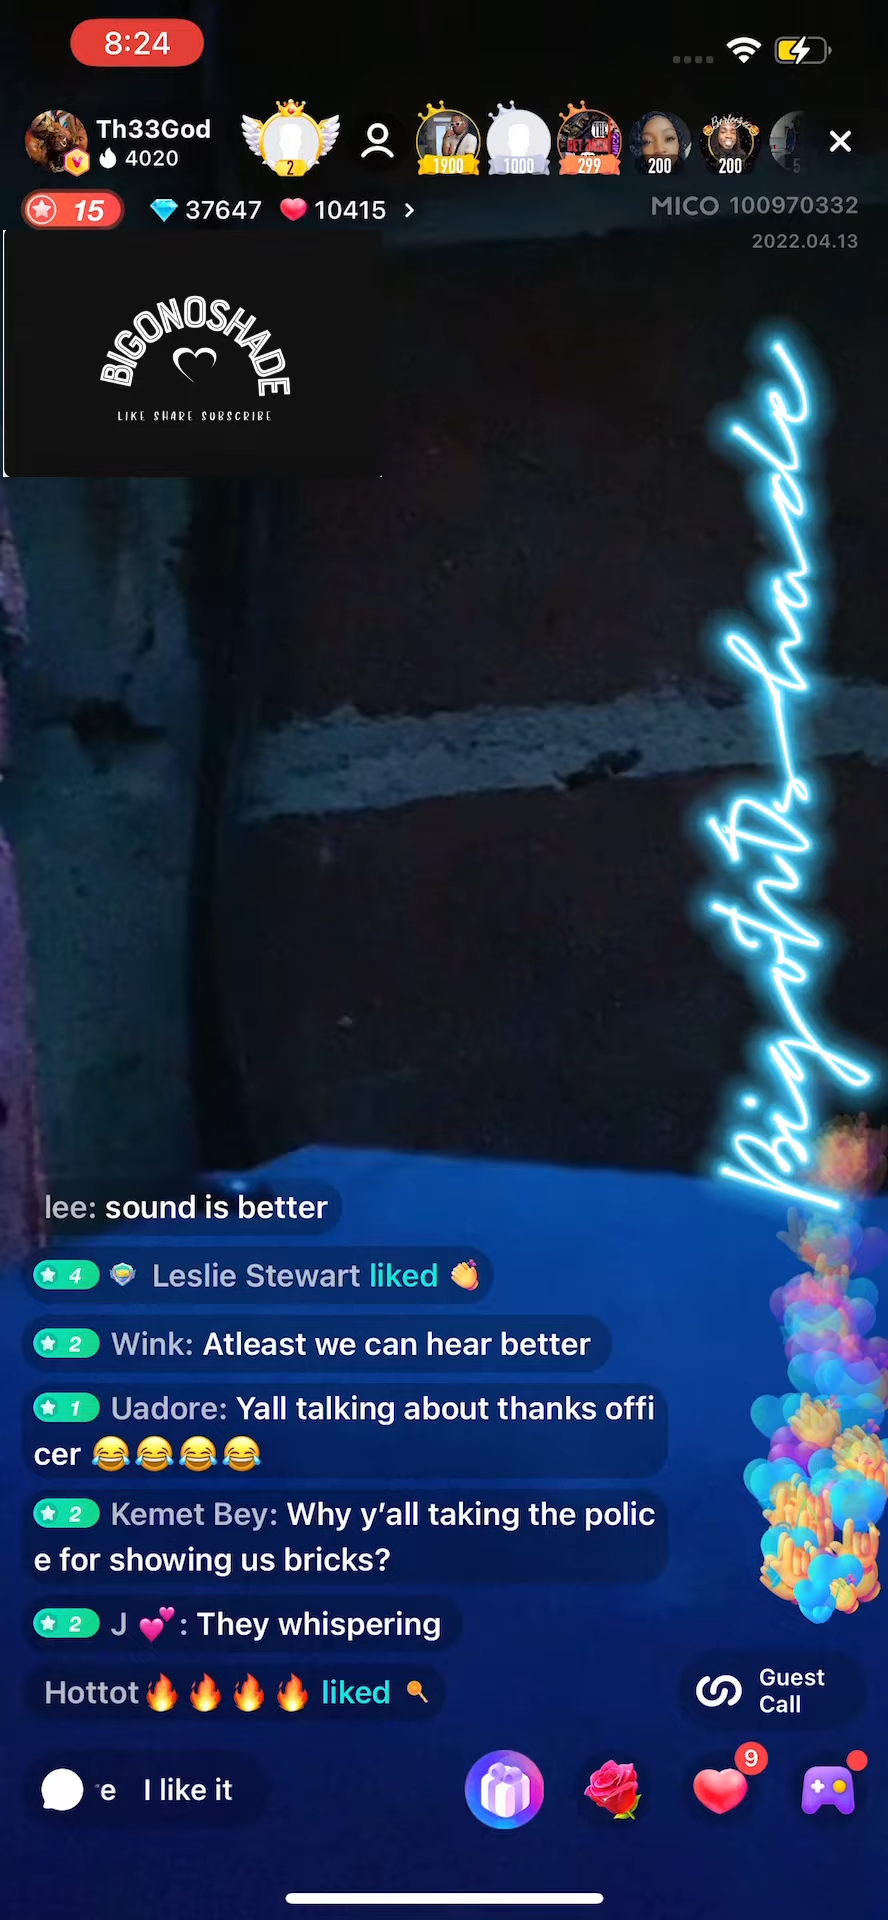 8:24
Th33God
4020
2
1900
1000
299
200
200
5
15
37647
10415
MICO 100970332
2022.04.13
BIGONOSHADE
LIKE SHARE SUBSCRIBE
lee: sound is better
4 Leslie Stewart liked 👏
2 Wink: Atleast we can hear better
1 Uadore: Yall talking about thanks offi
cer 😂😂😂😂
2 Kemet Bey: Why y’all taking the polic
e for showing us bricks?
2 J 💕: They whispering
Hottot🔥🔥🔥🔥 liked 🍭
Guest
Call
e I like it
9